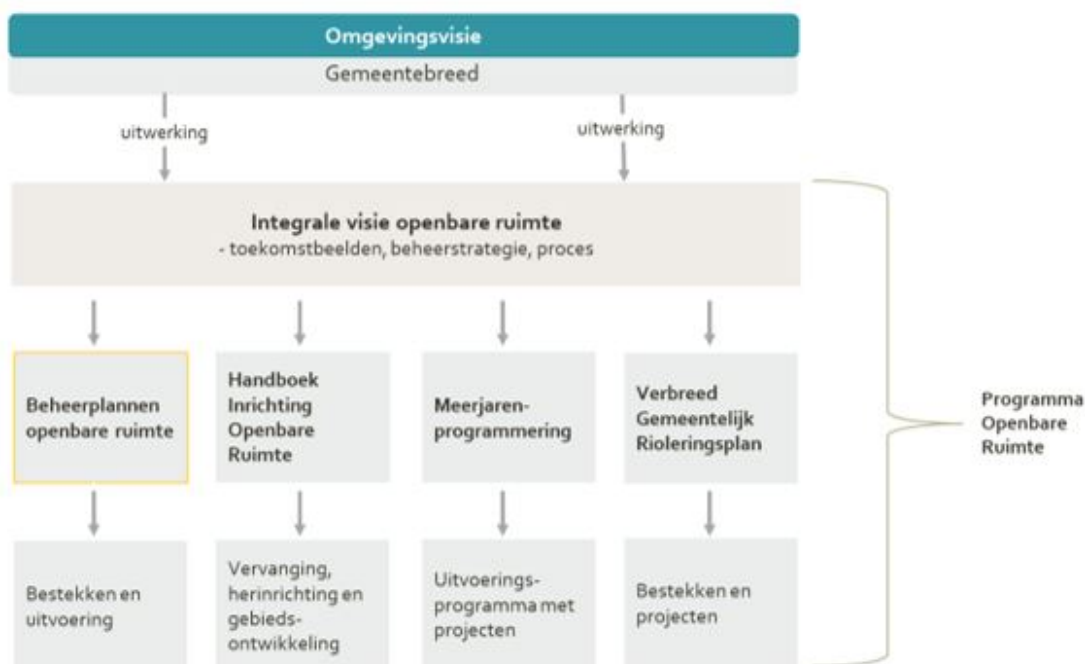 Omgevingsvisie
Gemeentebreed
uitwerking
uitwerking
Integrale visie openbare ruimte
- toekomstbeelden, beheerstrategie, proces
Beheerplannen
openbare ruimte
Handboek
Inrichting
Openbare
Ruimte
Meerjaren-
programmering
Verbreed
Gemeentelijk
Rioleringsplan
Programma
Openbare
Ruimte
Bestekken en
uitvoering
Vervanging,
herinrichting en
gebieds-
ontwikkeling
Uitvoerings-
programma met
projecten
Bestekken en
projecten